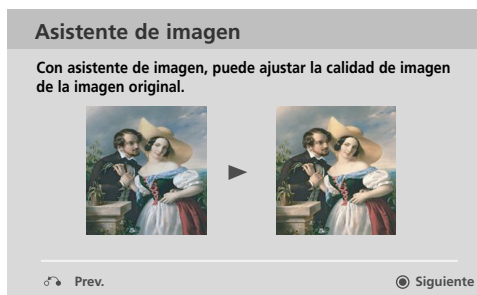 Asistente de imagen
Con asistente de imagen, puede ajustar la calidad de imagen
de la imagen original.
Prev.
Siguiente